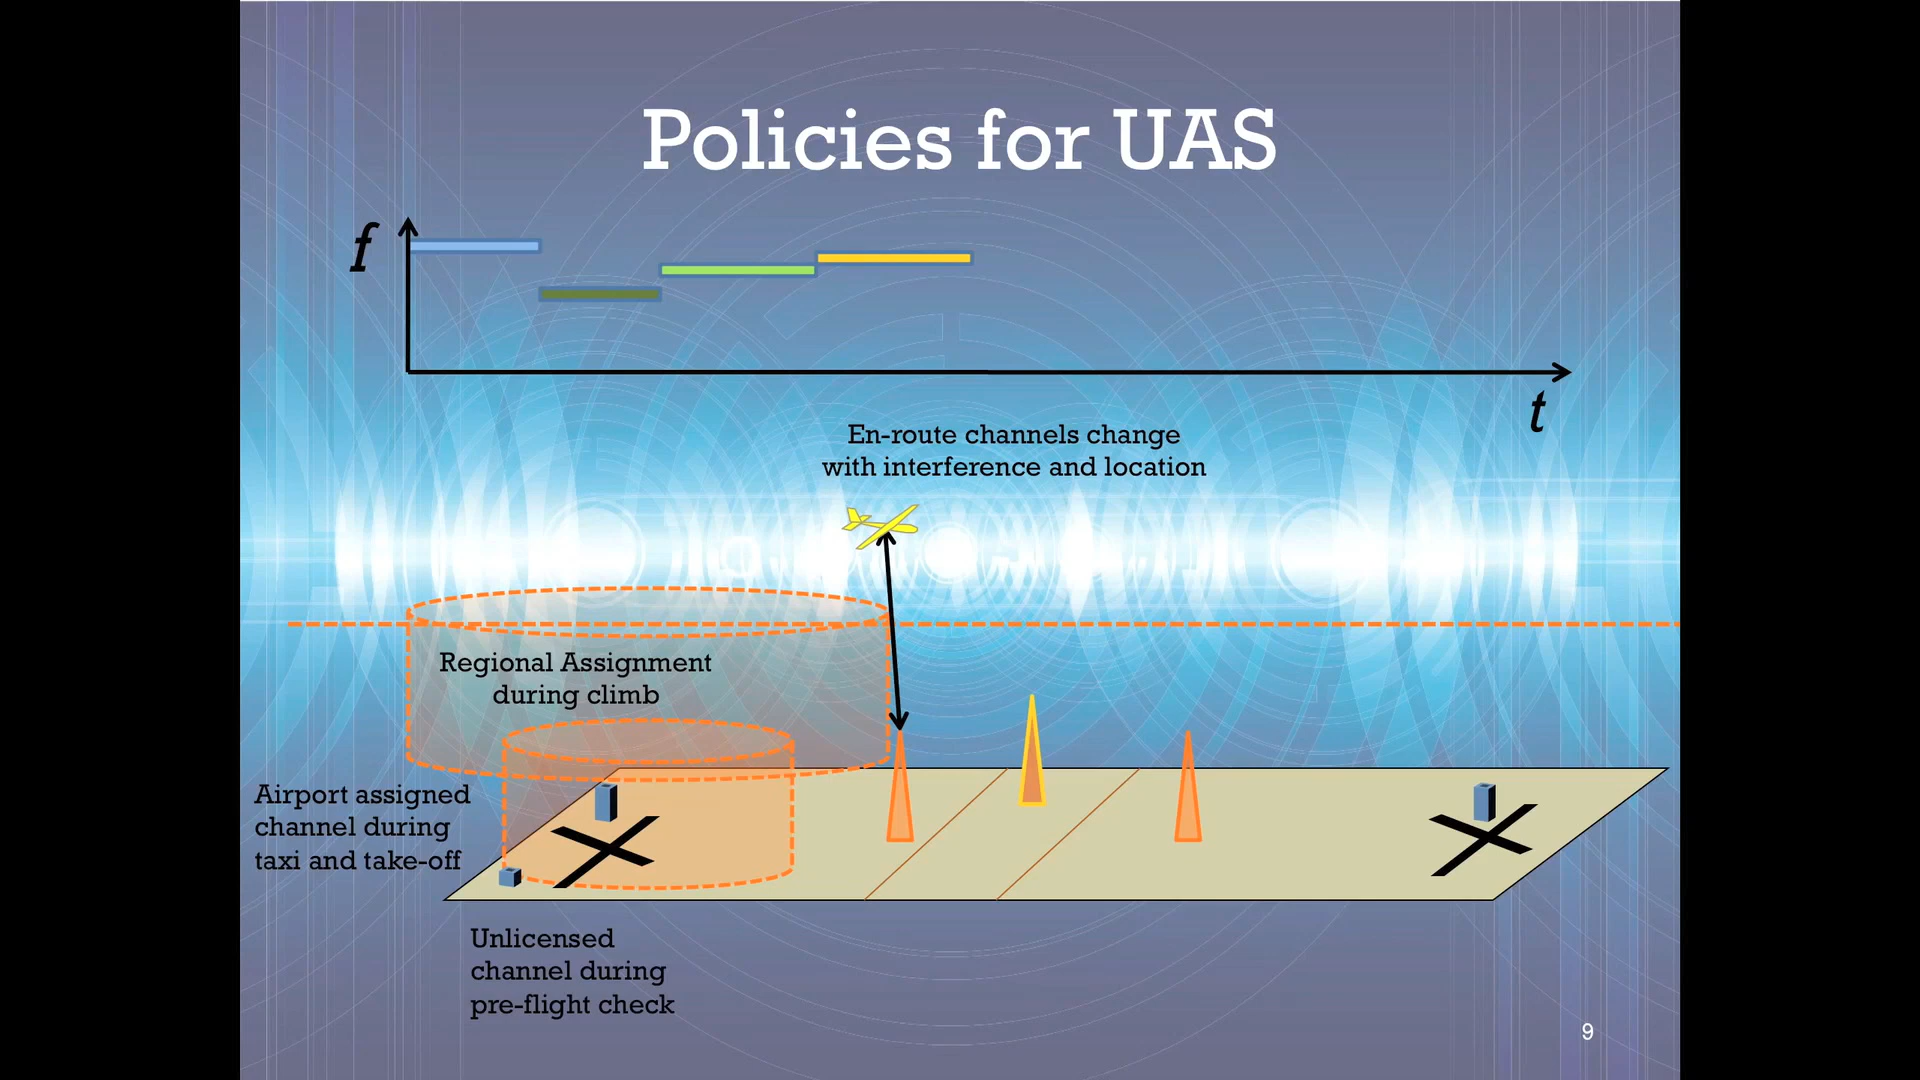 Policies for UAS
f
t
En-route channels change
with interference and location
Regional Assignment
during climb
Airport assigned
channel during
taxi and take-off
Unlicensed
channel during
pre-flight check
9